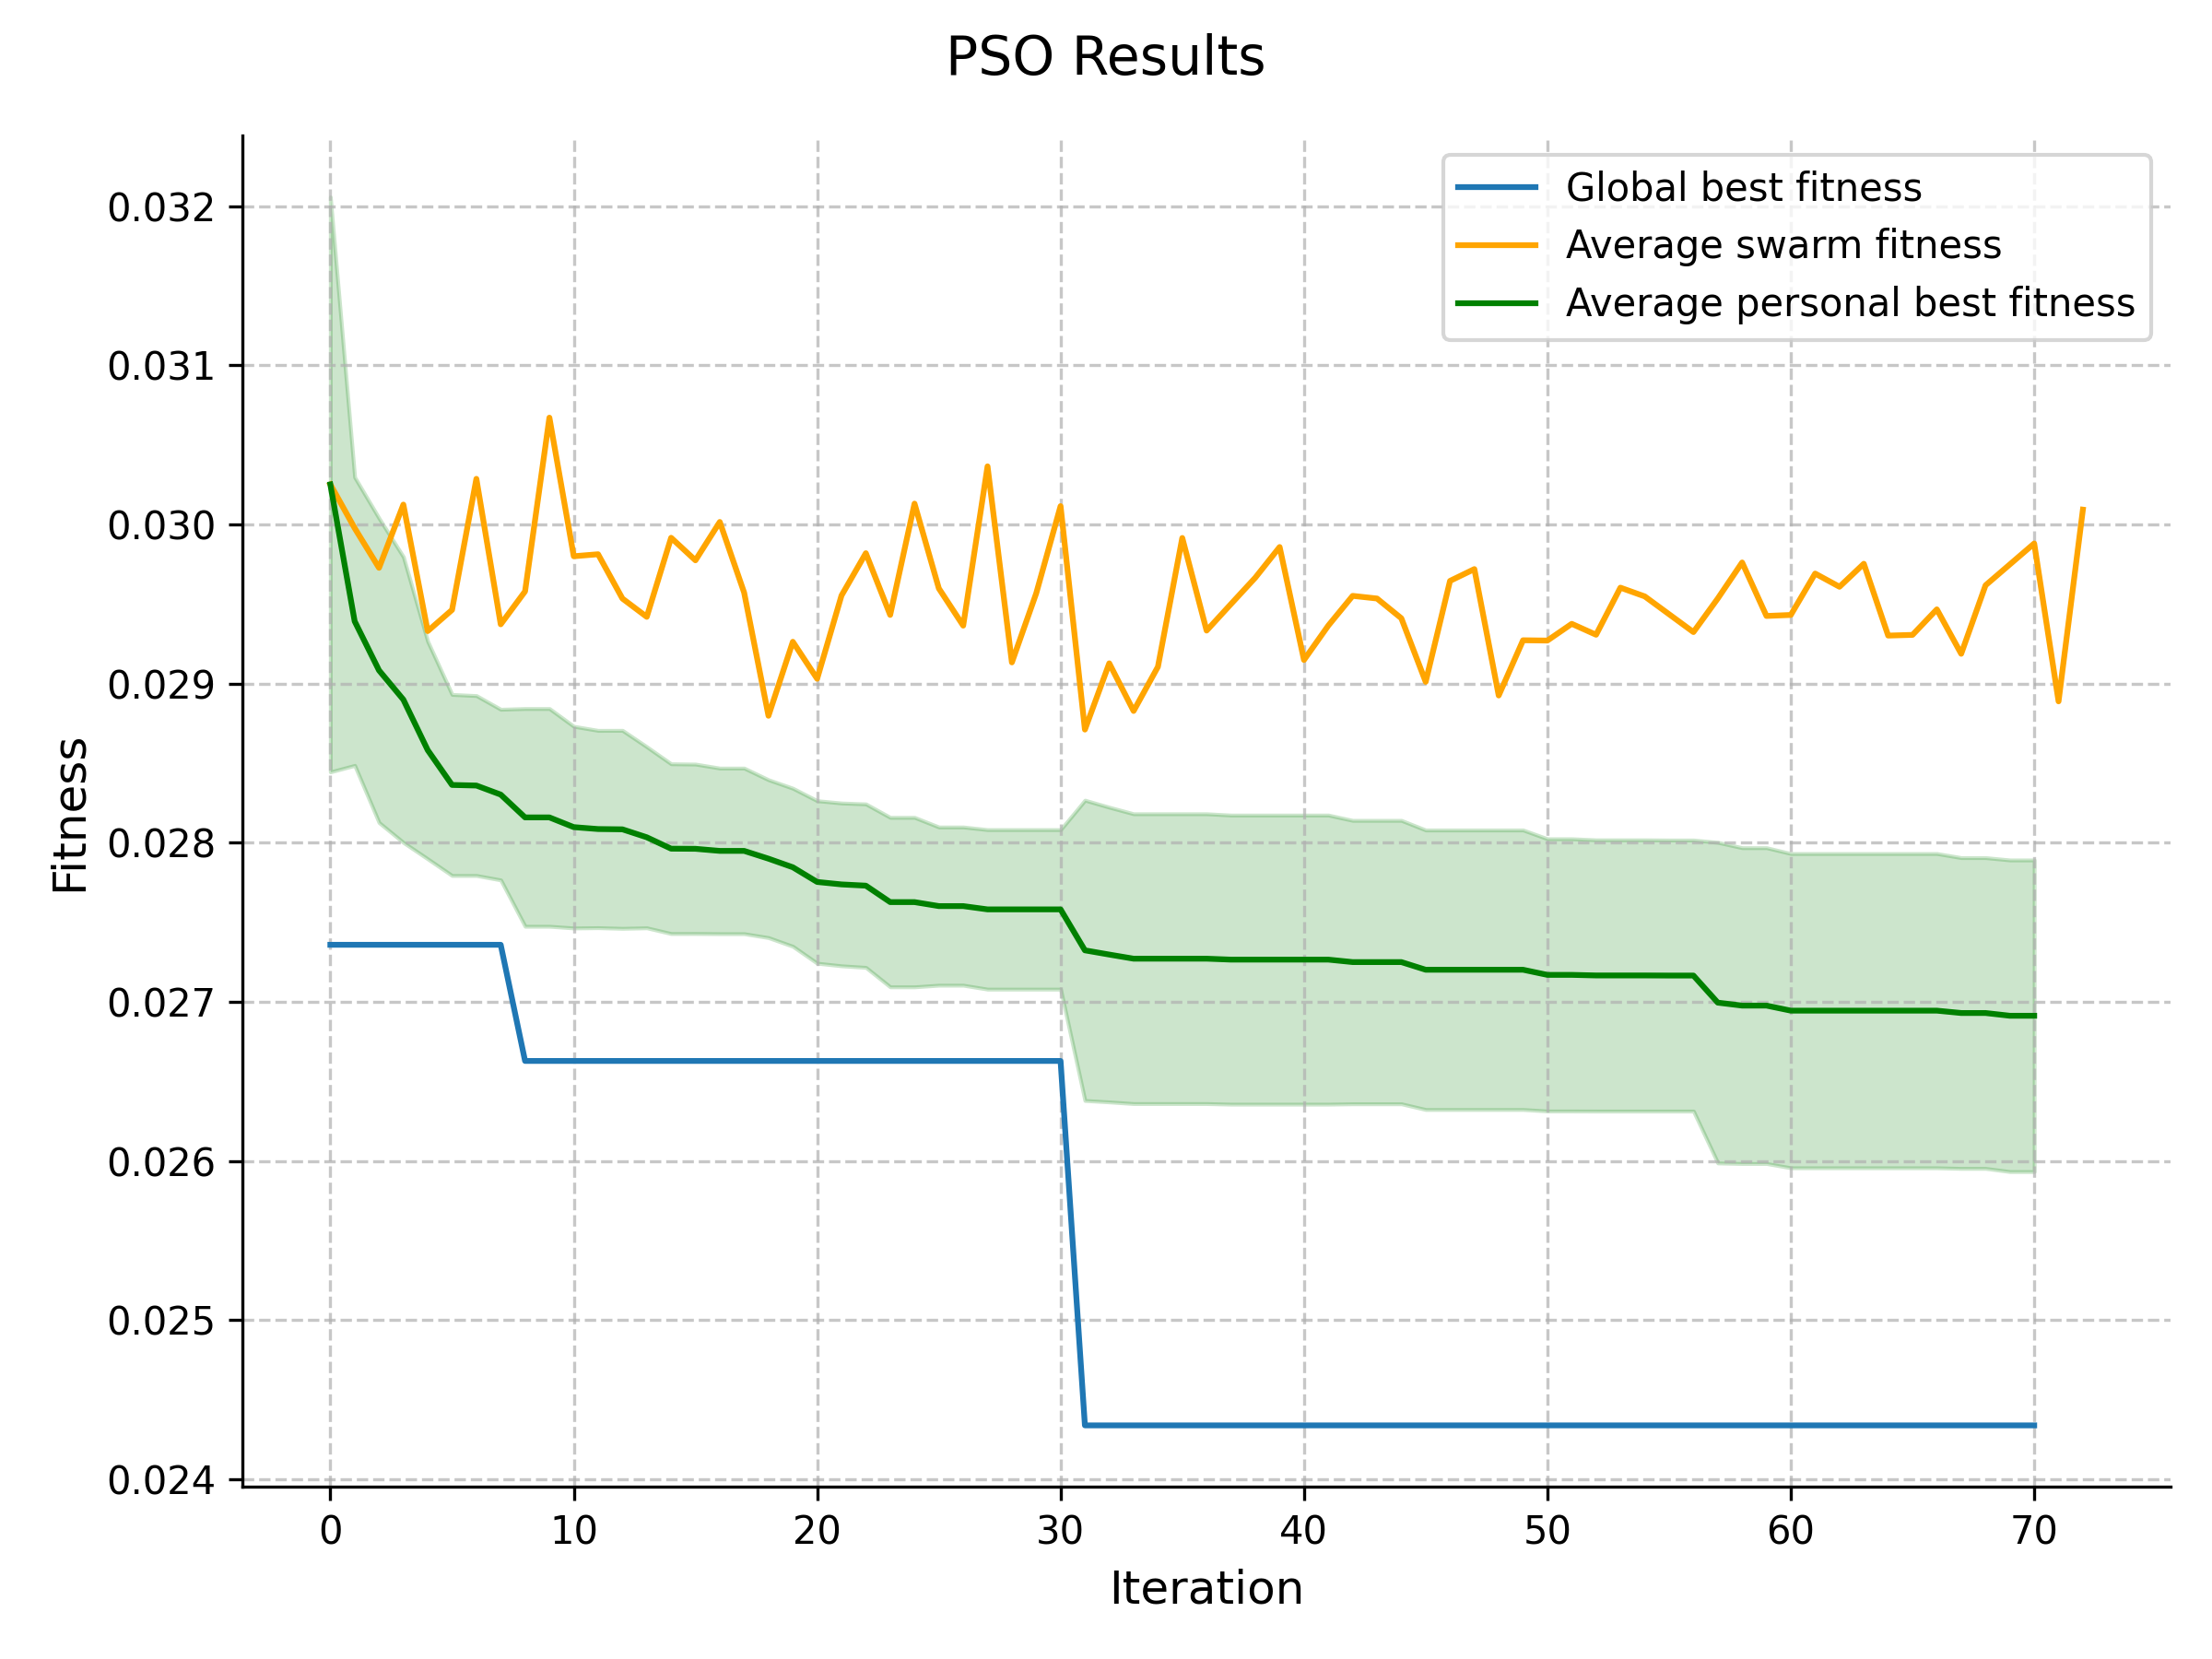 PSO Results
Global best fitness
Average swarm fitness
Average personal best fitness
0.032
0.031
0.030
0.029
0.028
0.027
0.026
0.025
0.024
Fitness
0 10 20 30 40 50 60 70
Iteration